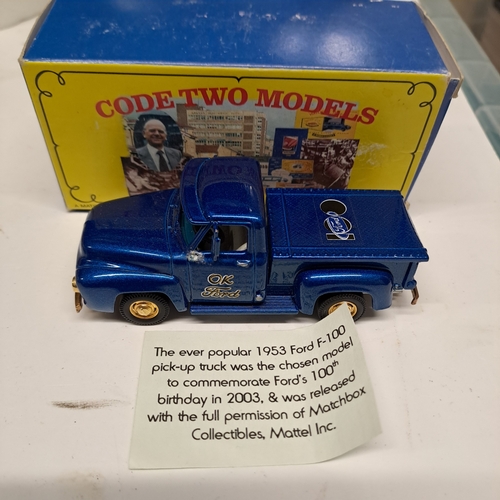 CODE TWO MODELS
OK
Ford
The ever popular 1953 Ford F-100
pick-up truck was the chosen model
to commemorate Ford's 100th
birthday in 2003, & was released
with the full permission of Matchbox
Collectibles, Mattel Inc.